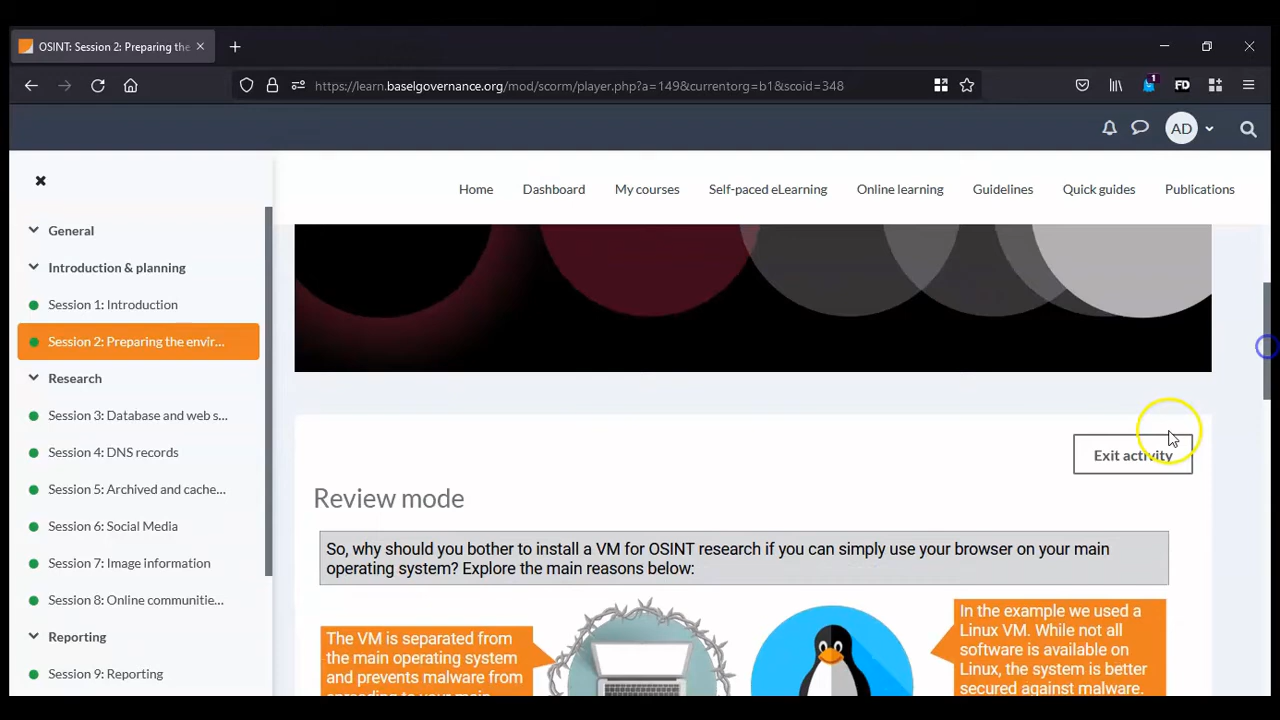 OSINT: Session 2: Preparing the
https://learn.baselgovernance.org/mod/scorm/player.php?a=149&currentorg=b1&scoid=348
1
FD
AD
Home Dashboard My courses Self-paced eLearning Online learning Guidelines Quick guides Publications
General
Introduction & planning
Session 1: Introduction
Session 2: Preparing the envir...
Research
Session 3: Database and web s...
Session 4: DNS records
Session 5: Archived and cache...
Session 6: Social Media
Session 7: Image information
Session 8: Online communitie...
Reporting
Session 9: Reporting
Exit activity
Review mode
So, why should you bother to install a VM for OSINT research if you can simply use your browser on your main
operating system? Explore the main reasons below:
The VM is separated from
the main operating system
and prevents malware from
spreading to your main
In the example we used a
Linux VM. While not all
software is available on
Linux, the system is better
secured against malware.